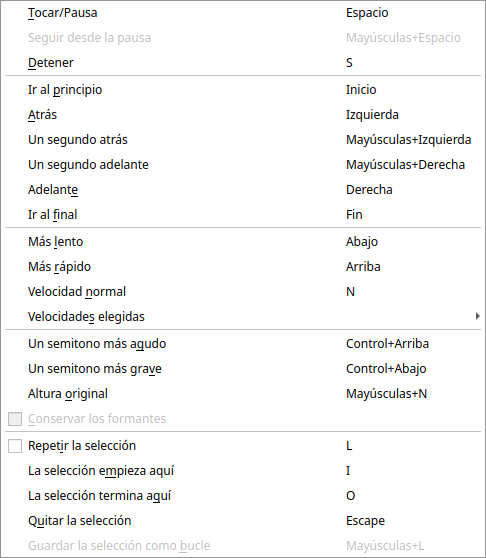 Tocar/Pausa Espacio
Seguir desde la pausa Mayúsculas+Espacio
Detener S
Ir al principio Inicio
Atrás Izquierda
Un segundo atrás Mayúsculas+Izquierda
Un segundo adelante Mayúsculas+Derecha
Adelante Derecha
Ir al final Fin
Más lento Abajo
Más rápido Arriba
Velocidad normal N
Velocidades elegidas
Un semitono más agudo Control+Arriba
Un semitono más grave Control+Abajo
Altura original Mayúsculas+N
Conservar los formantes
Repetir la selección L
La selección empieza aquí I
La selección termina aquí O
Quitar la selección Escape
Guardar la selección como bucle Mayúsculas+L